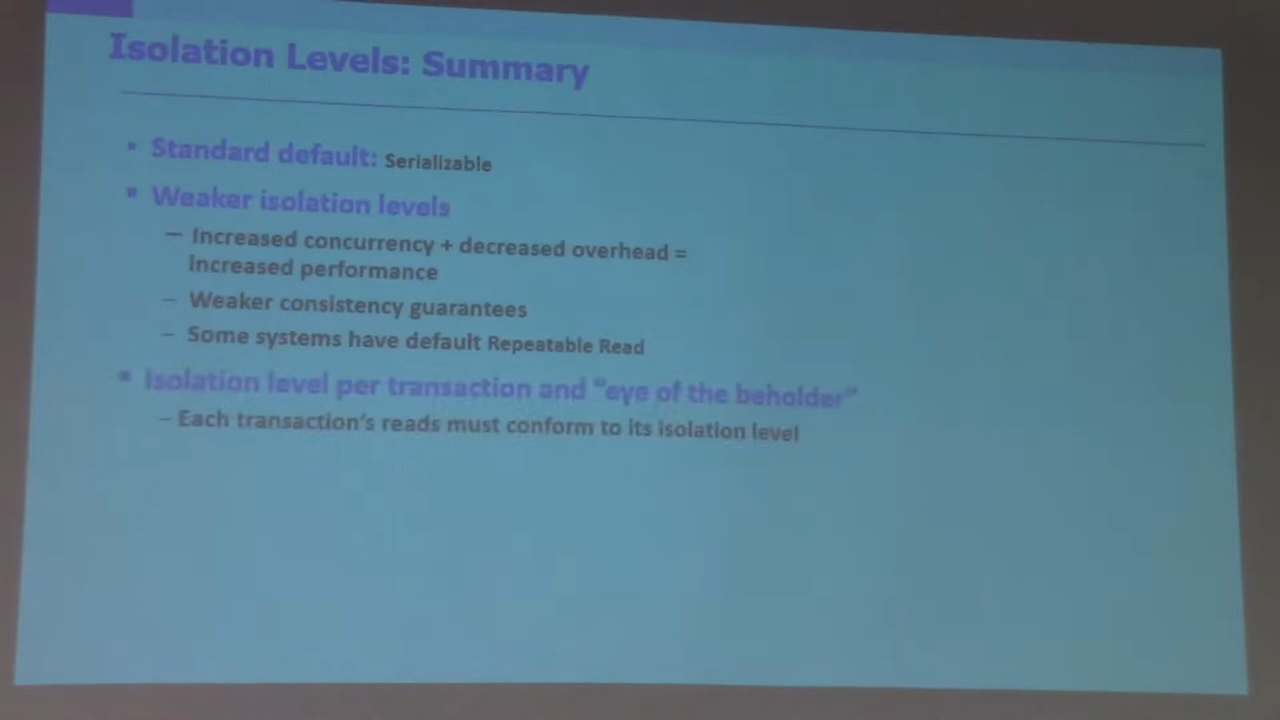 Isolation Levels: Summary
▪ Standard default: Serializable
▪ Weaker isolation levels
– Increased concurrency + decreased overhead =
increased performance
– Weaker consistency guarantees
– Some systems have default Repeatable Read
▪ Isolation level per transaction and "eye of the beholder"
– Each transaction's reads must conform to its isolation level